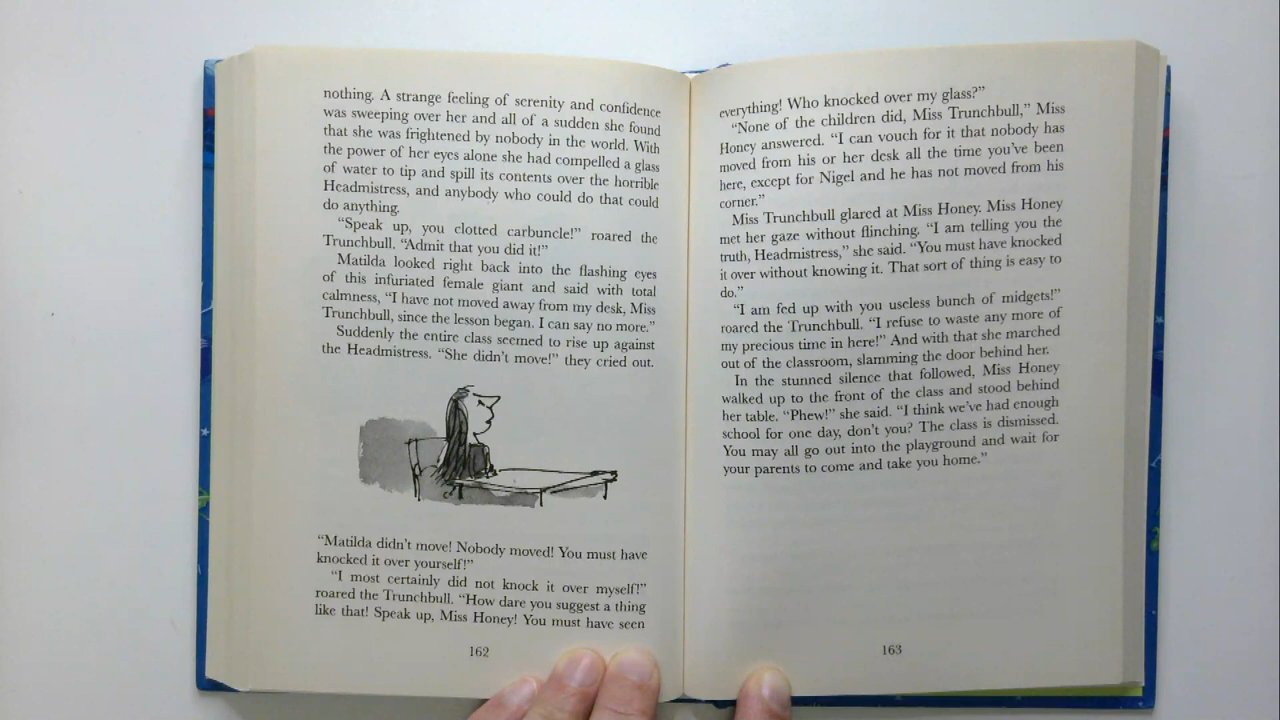 nothing. A strange feeling of serenity and confidence
was sweeping over her and all of a sudden she found
that she was frightened by nobody in the world. With
the power of her eyes alone she had compelled a glass
of water to tip and spill its contents over the horrible
Headmistress, and anybody who could do that could
do anything.
“Speak up, you clotted carbuncle!” roared the
Trunchbull. “Admit that you did it!”
Matilda looked right back into the flashing eyes
of this infuriated female giant and said with total
calmness, “I have not moved away from my desk, Miss
Trunchbull, since the lesson began. I can say no more.”
Suddenly the entire class seemed to rise up against
the Headmistress. “She didn’t move!” they cried out.
“Matilda didn’t move! Nobody moved! You must have
knocked it over yourself!”
“I most certainly did not knock it over myself!”
roared the Trunchbull. “How dare you suggest a thing
like that! Speak up, Miss Honey! You must have seen
162
everything! Who knocked over my glass?”
“None of the children did, Miss Trunchbull,” Miss
Honey answered. “I can vouch for it that nobody has
moved from his or her desk all the time you’ve been
here, except for Nigel and he has not moved from his
corner.”
Miss Trunchbull glared at Miss Honey. Miss Honey
met her gaze without flinching. “I am telling you the
truth, Headmistress,” she said. “You must have knocked
it over without knowing it. That sort of thing is easy to
do.”
“I am fed up with you useless bunch of midgets!”
roared the Trunchbull. “I refuse to waste any more of
my precious time in here!” And with that she marched
out of the classroom, slamming the door behind her.
In the stunned silence that followed, Miss Honey
walked up to the front of the class and stood behind
her table. “Phew!” she said. “I think we’ve had enough
school for one day, don’t you? The class is dismissed.
You may all go out into the playground and wait for
your parents to come and take you home.”
163